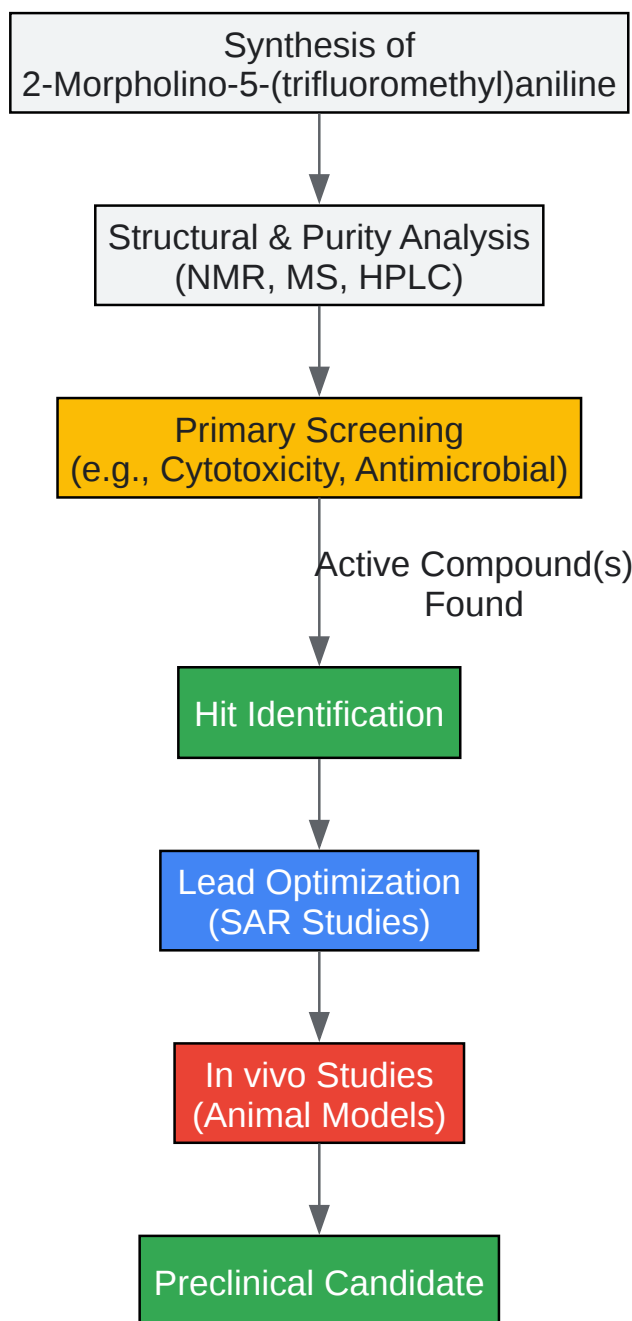 Synthesis of
2-Morpholino-5-(trifluoromethyl)aniline
Structural & Purity Analysis
(NMR, MS, HPLC)
Primary Screening
(e.g., Cytotoxicity, Antimicrobial)
Active Compound(s)
Found
Hit Identification
Lead Optimization
(SAR Studies)
In vivo Studies
(Animal Models)
Preclinical Candidate